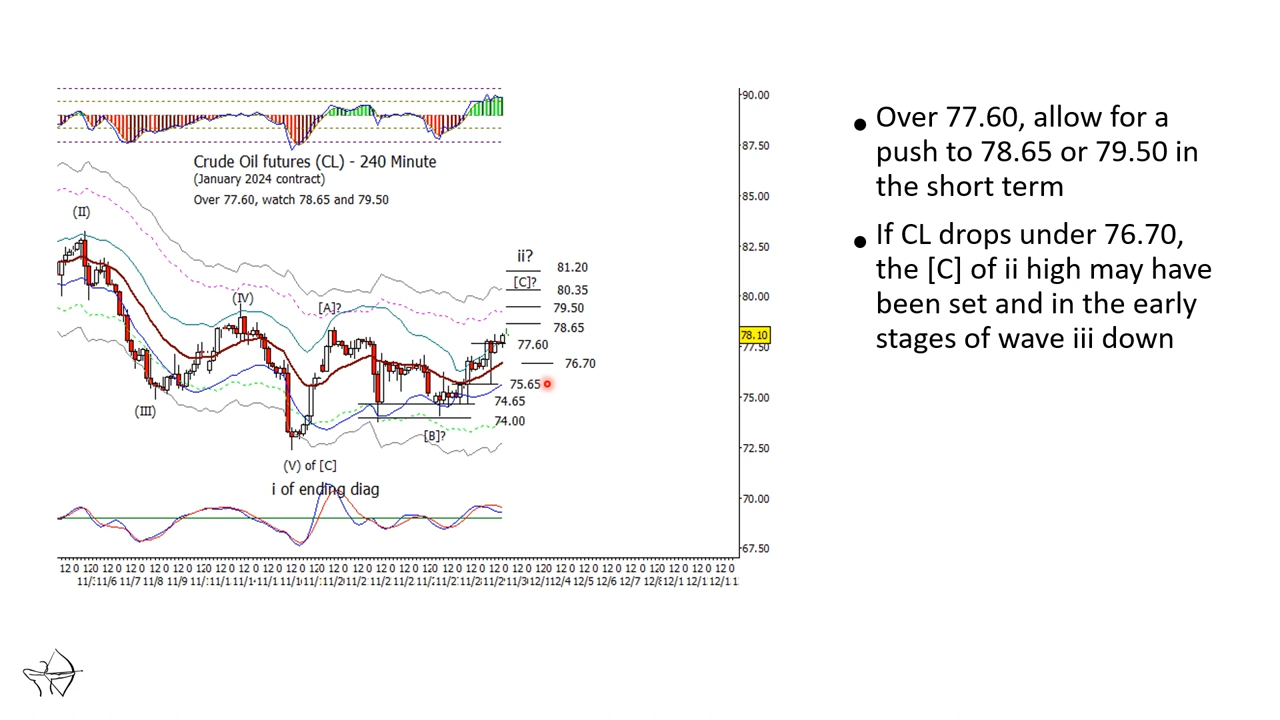 90.00
87.50
Crude Oil futures (CL) - 240 Minute
(January 2024 contract)
Over 77.60, watch 78.65 and 79.50
85.00
(II)
82.50
ii?
81.20
[C]?
80.35
80.00
(IV)
[A]?
79.50
78.65
78.10
77.60
77.50
76.70
75.65
75.00
74.65
(III)
74.00
[B]?
72.50
(V) of [C]
i of ending diag
70.00
67.50
• Over 77.60, allow for a
push to 78.65 or 79.50 in
the short term
• If CL drops under 76.70,
the [C] of ii high may have
been set and in the early
stages of wave iii down